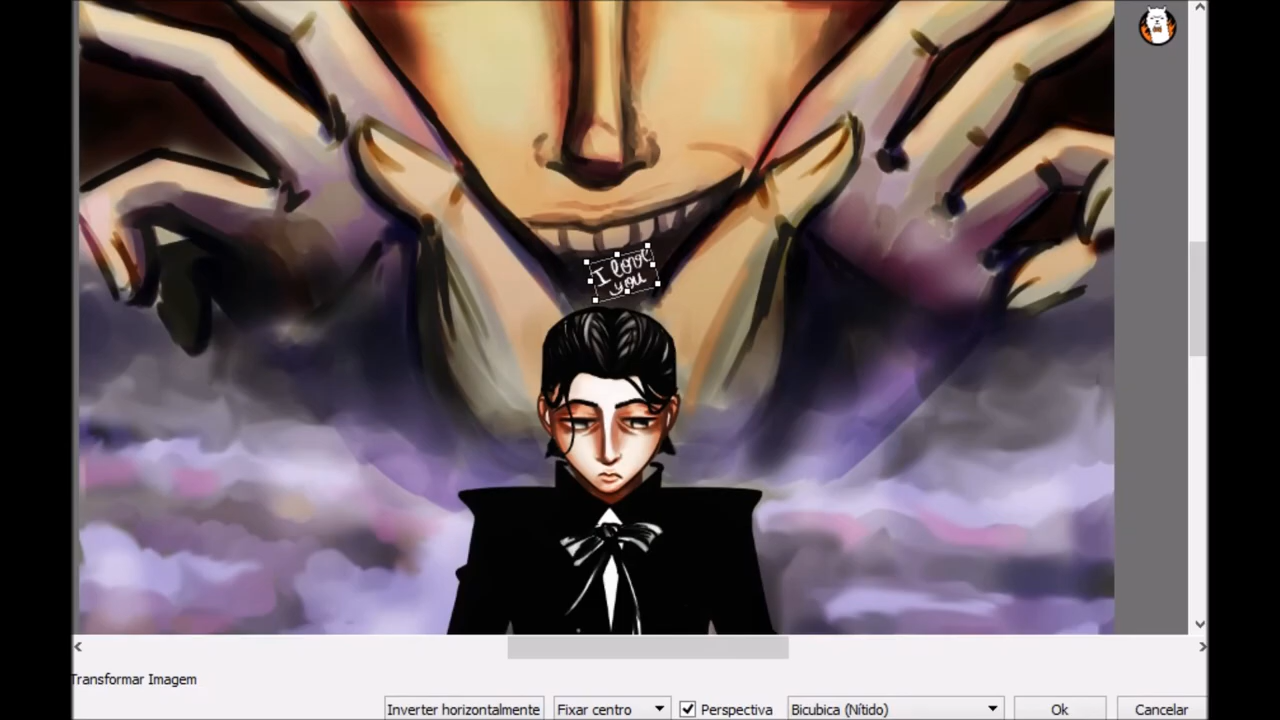 I love
you
Transformar Imagem
Inverter horizontalmente
Fixar centro
Perspectiva
Bicubica (Nítido)
Ok
Cancelar